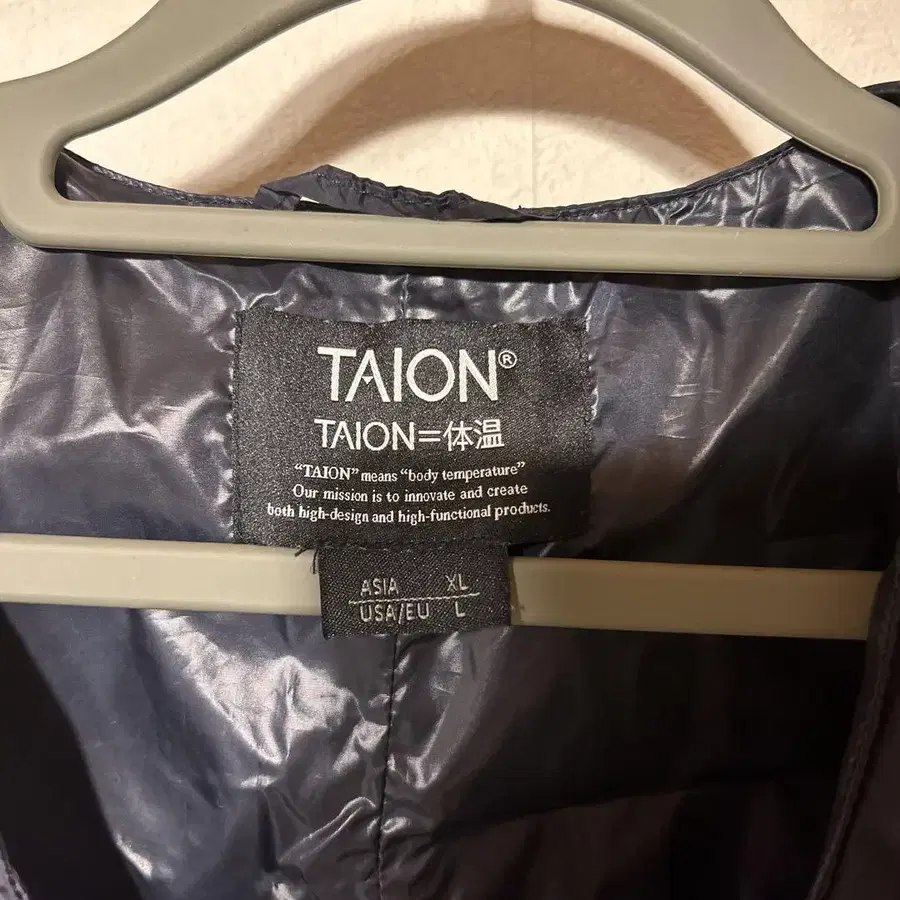 TAION®
TAION=体温
“TAION” means “body temperature”
Our mission is to innovate and create
both high-design and high-functional products.
ASIA XL
USA/EU L